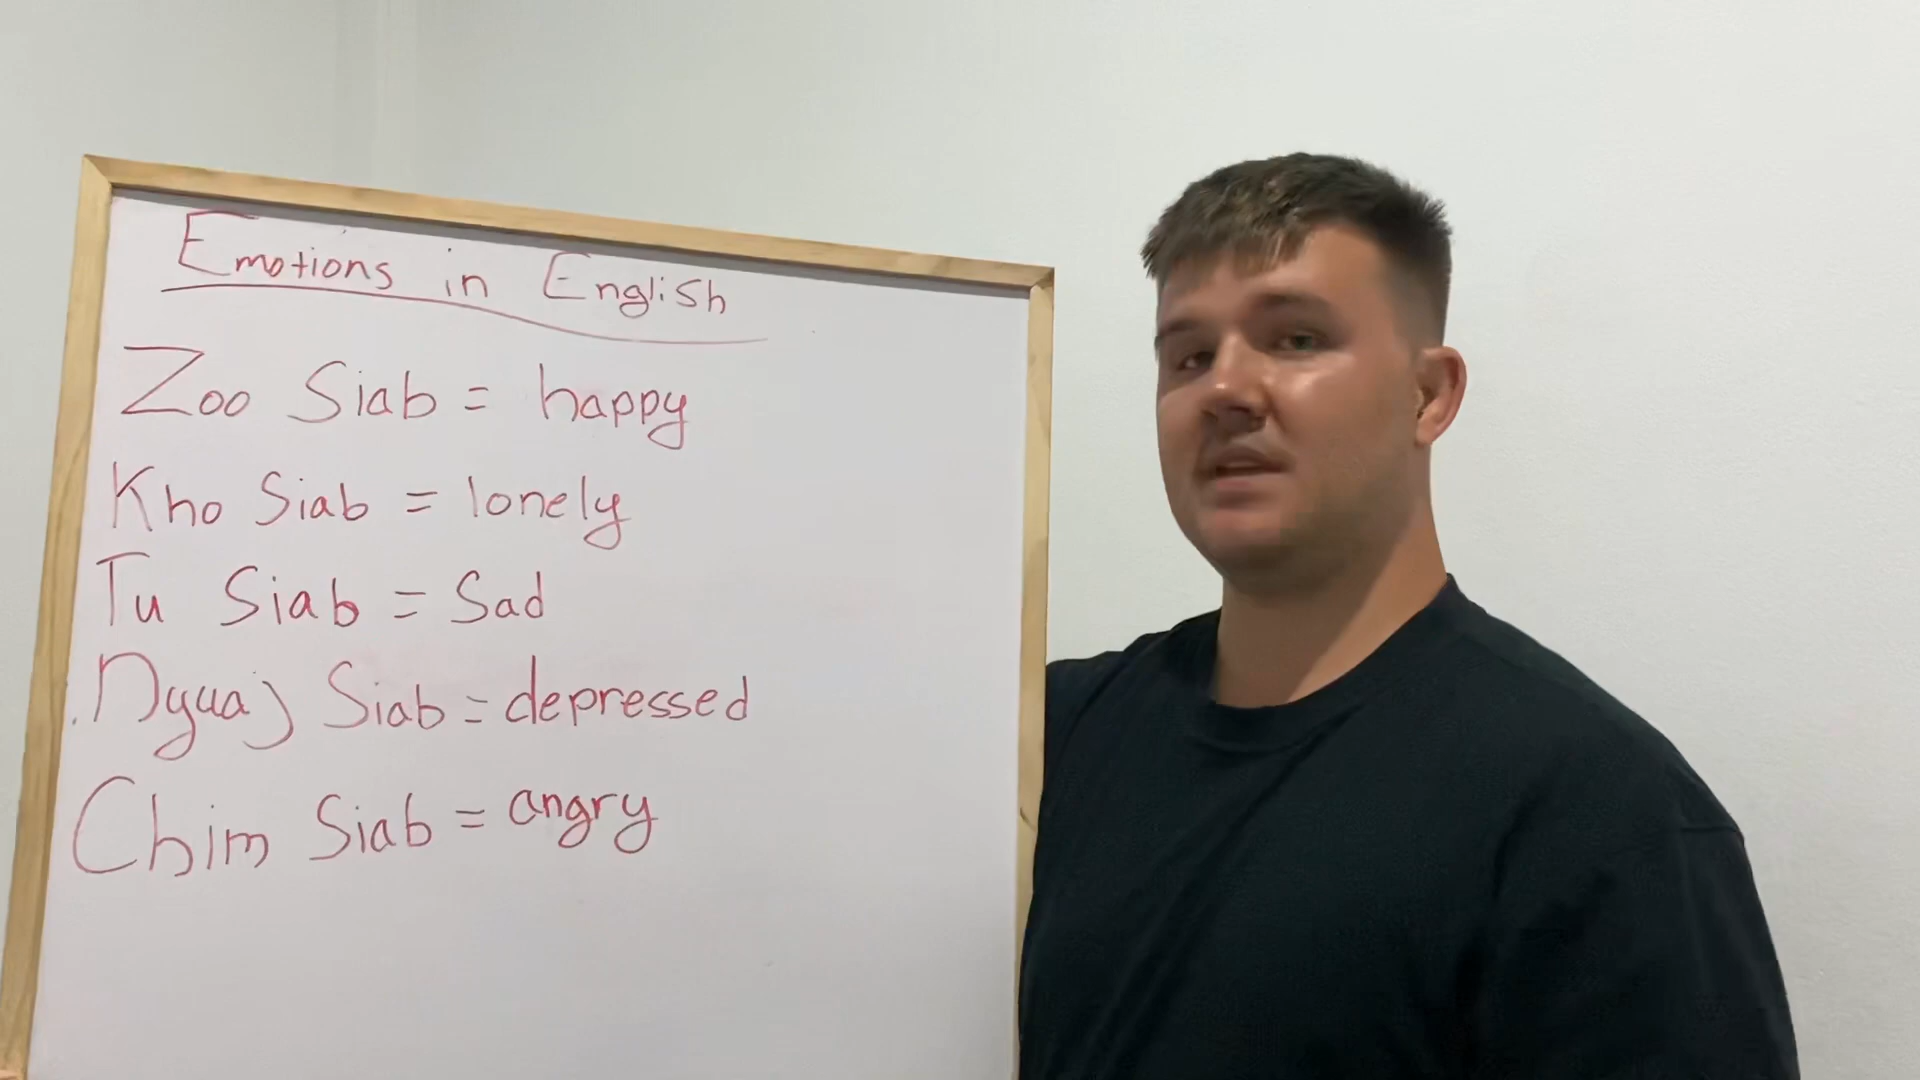 Emotions in English
Zoo Siab = happy
Kho Siab = lonely
Tu Siab = Sad
Nyuaj Siab = depressed
Chim Siab = angry